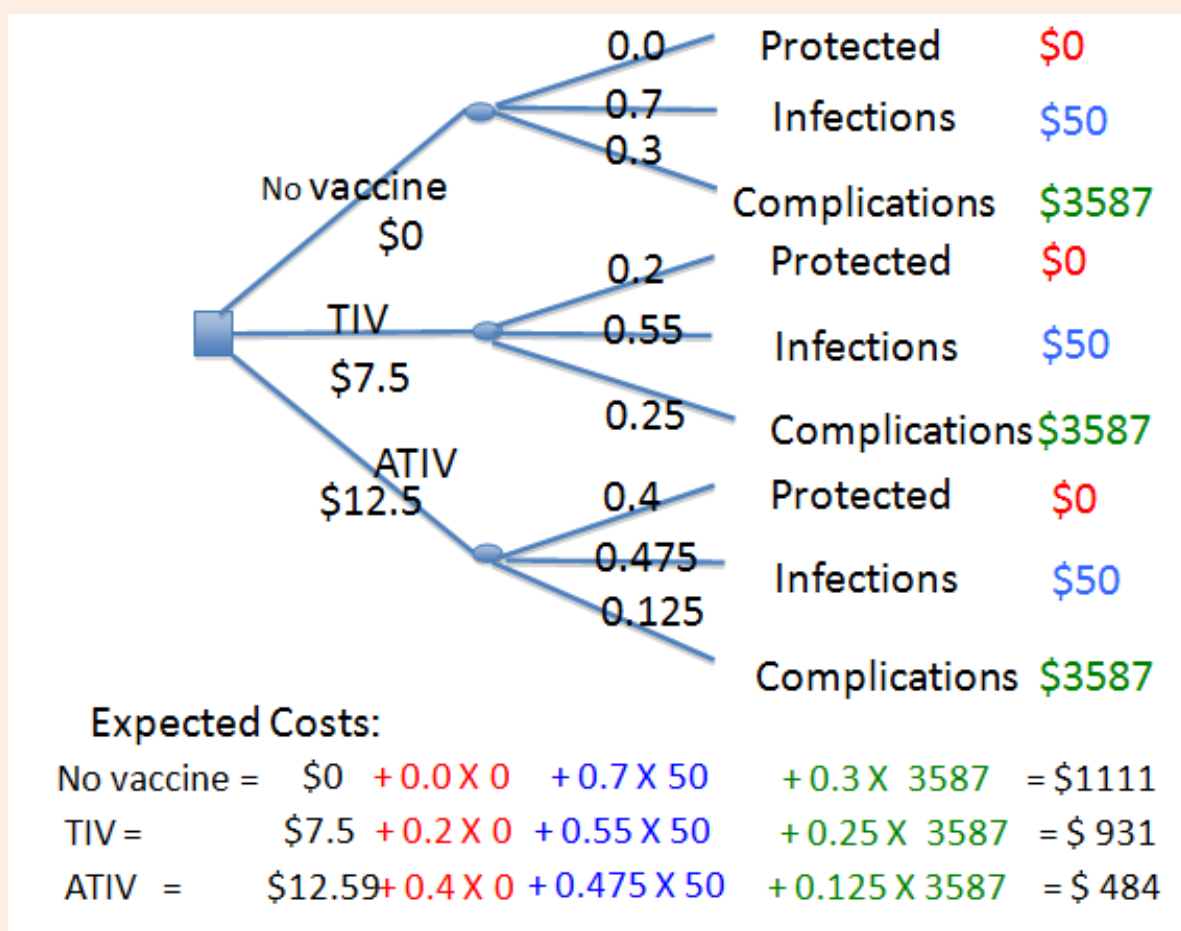 0.0 Protected $0
0.7 Infections $50
0.3
No vaccine
Complications $3587
$0
0.2 Protected $0
TIV 0.55 Infections $50
$7.5
0.25 Complications $3587
ATIV
$12.5 0.4 Protected $0
0.475 Infections $50
0.125
Complications $3587
Expected Costs:
No vaccine = $0 + 0.0 X 0 + 0.7 X 50 + 0.3 X 3587 = $1111
TIV = $7.5 + 0.2 X 0 + 0.55 X 50 + 0.25 X 3587 = $ 931
ATIV = $12.59+ 0.4 X 0 + 0.475 X 50 + 0.125 X 3587 = $ 484